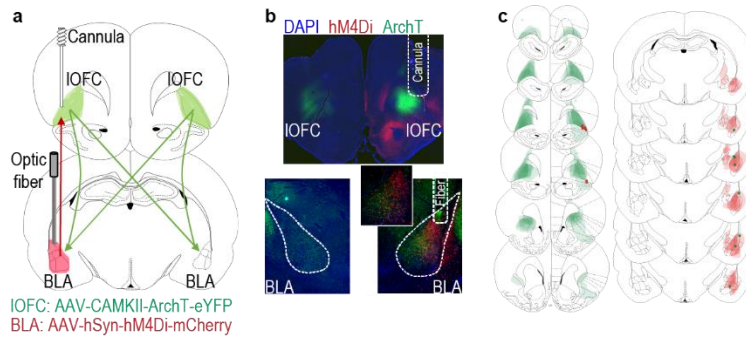 a
Cannula
lOFC
lOFC
Optic
fiber
BLA
BLA
lOFC: AAV-CAMKII-ArchT-eYFP
BLA: AAV-hSyn-hM4Di-mCherry
b
DAPI hM4Di ArchT
Cannula
lOFC
lOFC
Fiber
BLA
BLA
c